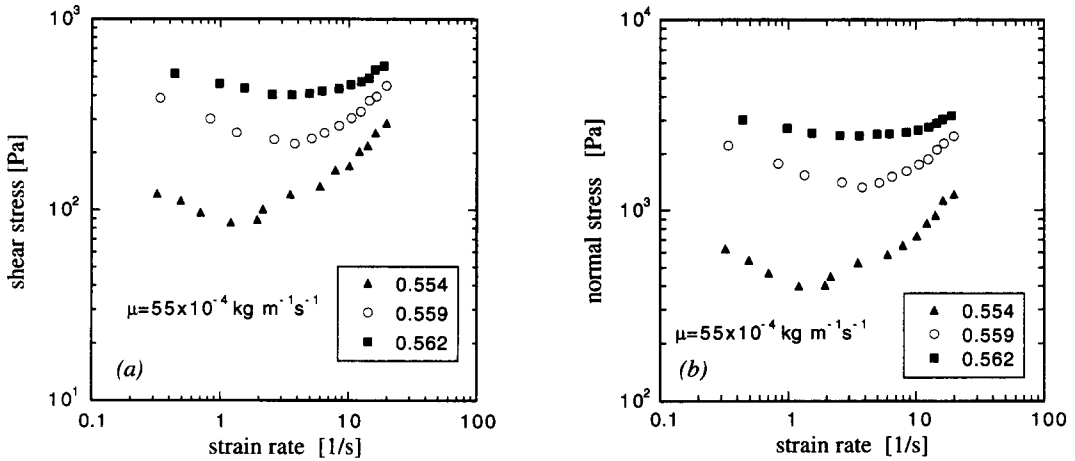 10³
10²
10¹
shear stress [Pa]
0.1 1 10 100
strain rate [1/s]
μ=55x10⁻⁴ kg m⁻¹s⁻¹
(a)
0.554
0.559
0.562
10⁴
10³
10²
normal stress [Pa]
0.1 1 10 100
strain rate [1/s]
μ=55x10⁻⁴ kg m⁻¹s⁻¹
(b)
0.554
0.559
0.562